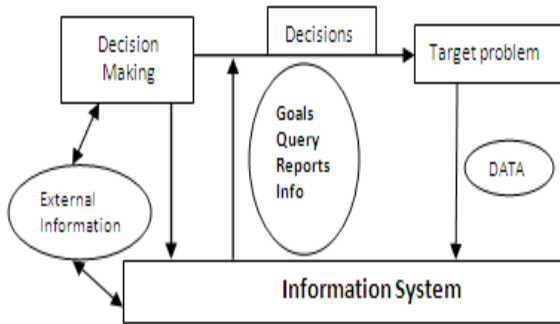 Decision
Making
Decisions
Target problem
Goals
Query
Reports
Info
DATA
External
Information
Information System